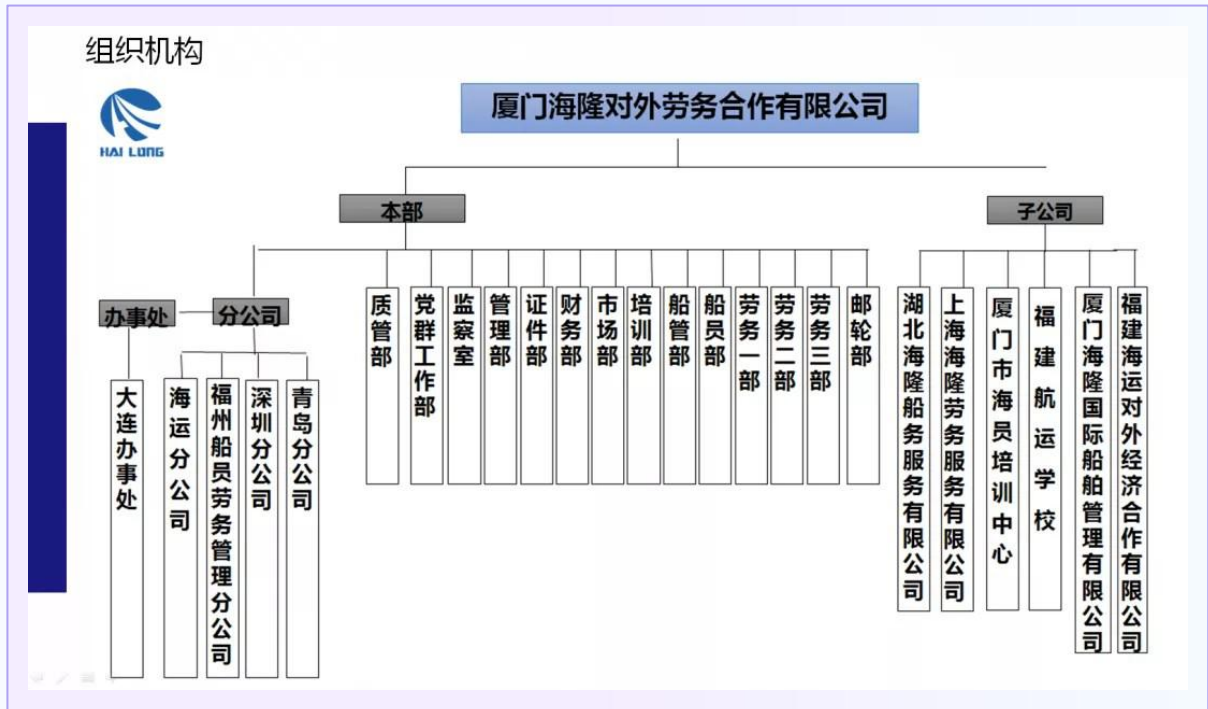 组织机构
HAI LONG
厦门海隆对外劳务合作有限公司
本部
子公司
办事处
分公司
大连办事处
海运分公司
福州船员劳务管理分公司
深圳分公司
青岛分公司
质管部
党群工作部
监察室
管理部
证件部
财务部
市场部
培训部
船管部
船员部
劳务一部
劳务二部
劳务三部
邮轮部
湖北海隆船务服务有限公司
上海海隆劳务服务有限公司
厦门市海员培训中心
福建航运学校
厦门海隆国际船舶管理有限公司
福建海运对外经济合作有限公司